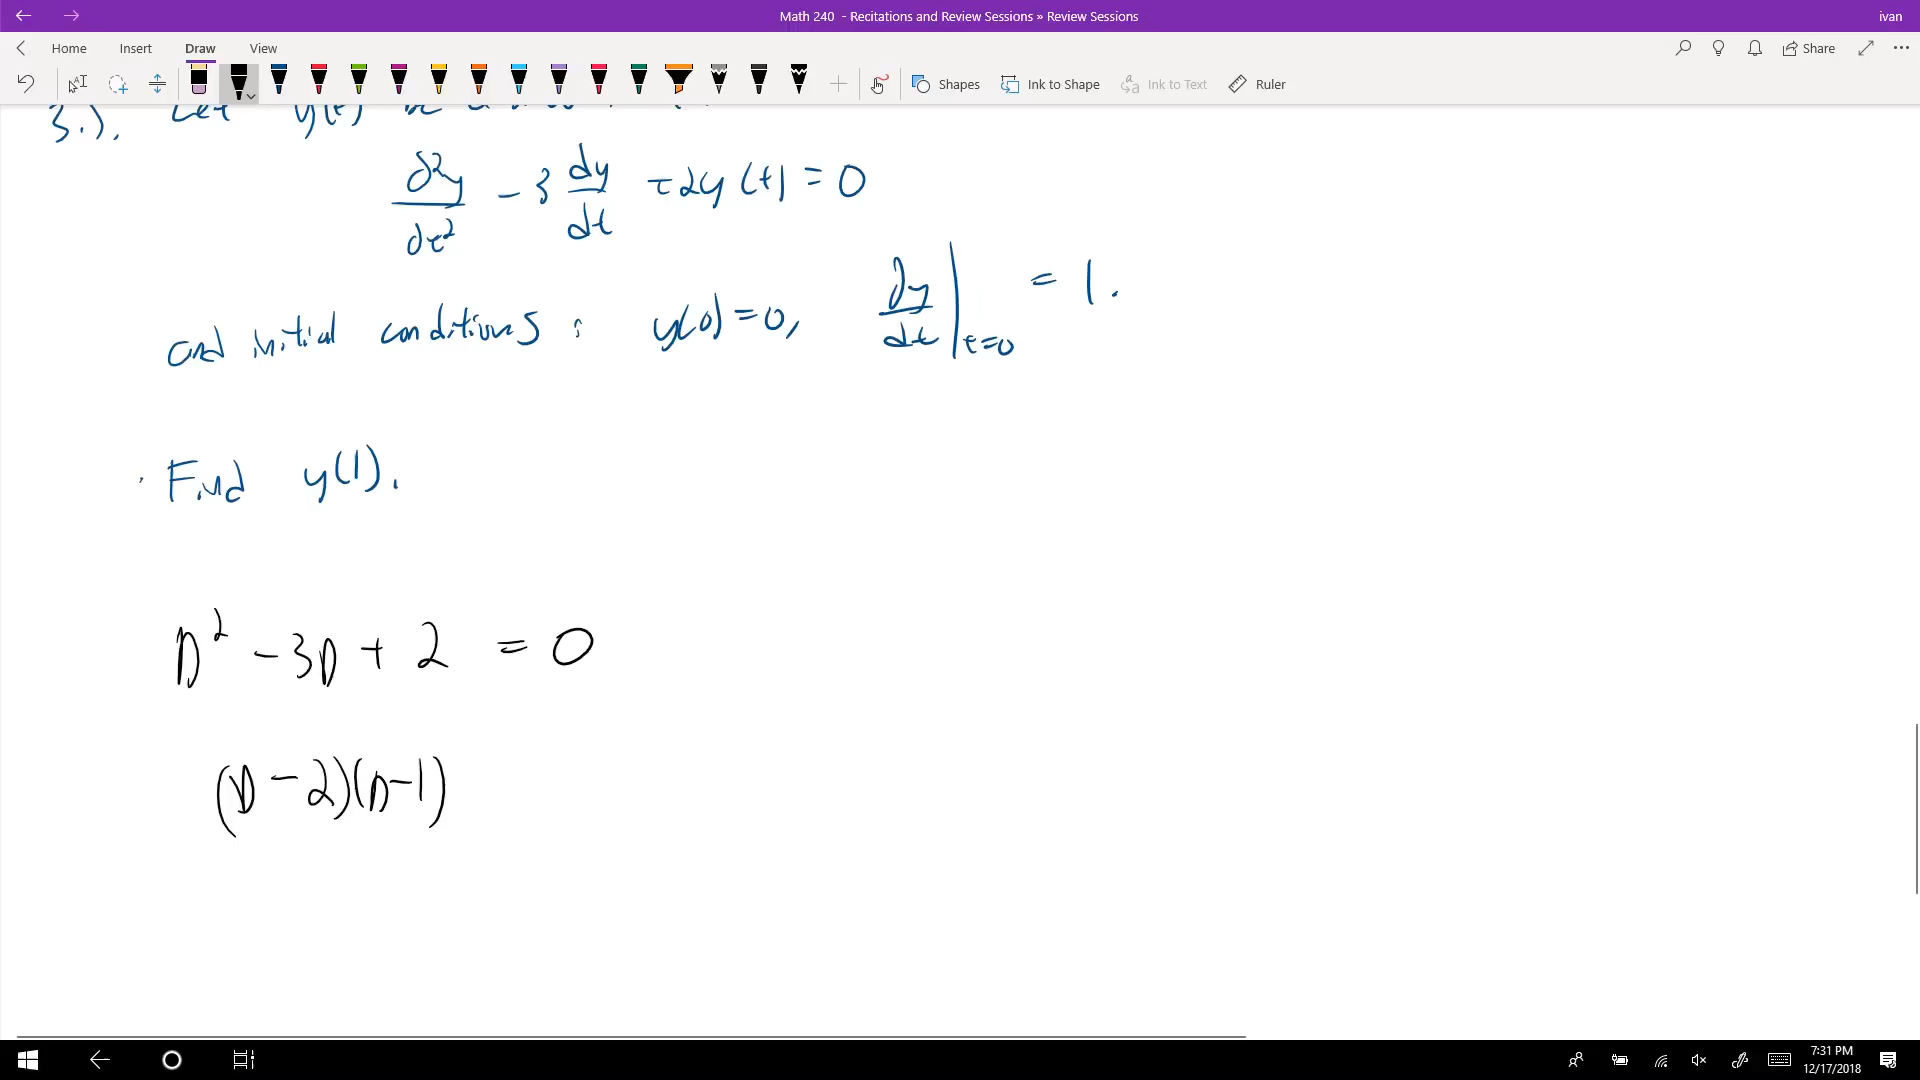 Math 240 - Recitations and Review Sessions » Review Sessions
ivan
Home Insert Draw View
Share
Shapes Ink to Shape Ink to Text Ruler
3.). Let y(t) be a
d²y/dt² - 3 dy/dt + 2y(t) = 0
and initial conditions : y(0) = 0, dy/dt |t=0 = 1.
Find y(1).
D² - 3D + 2 = 0
(D - 2)(D - 1)
7:31 PM
12/17/2018